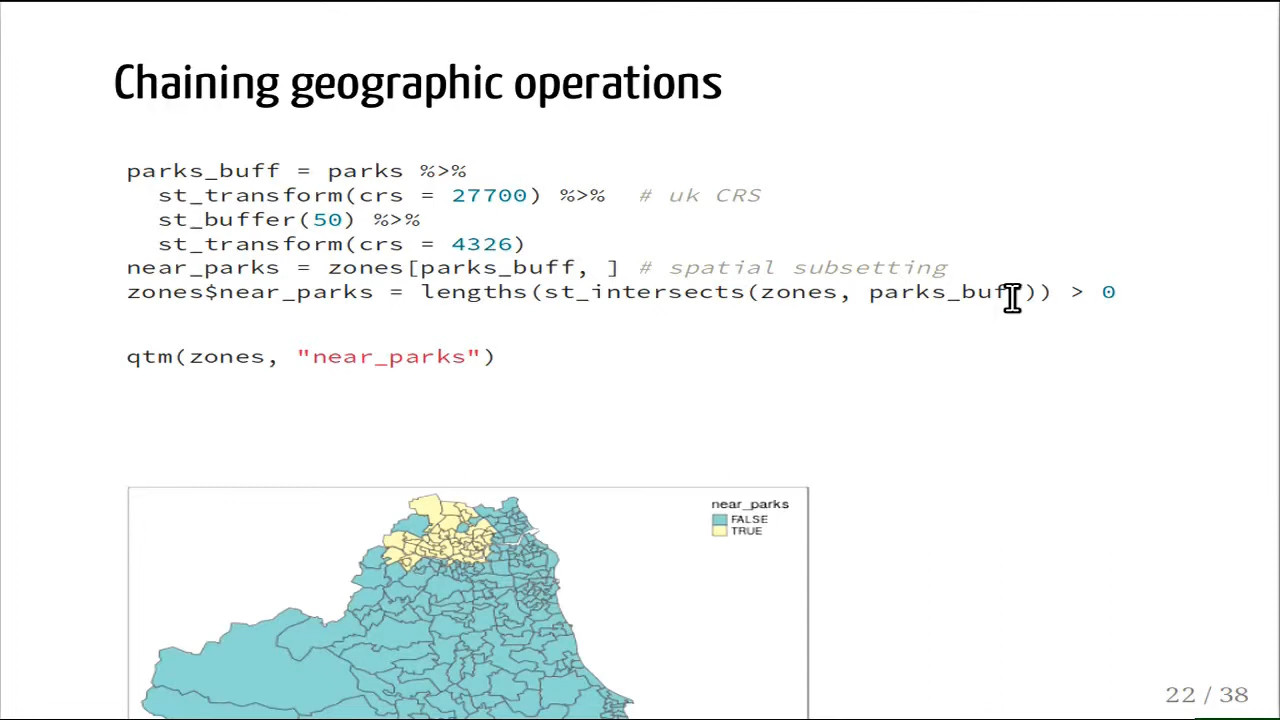 Chaining geographic operations
parks_buff = parks %>%
st_transform(crs = 27700) %>% # uk CRS
st_buffer(50) %>%
st_transform(crs = 4326)
near_parks = zones[parks_buff, ] # spatial subsetting
zones$near_parks = lengths(st_intersects(zones, parks_buff)) > 0
qtm(zones, "near_parks")
near_parks
FALSE
TRUE
22 / 38